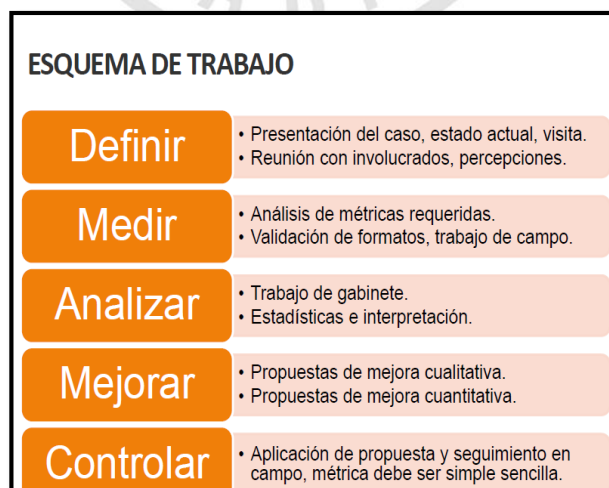 ESQUEMA DE TRABAJO
Definir
• Presentación del caso, estado actual, visita.
• Reunión con involucrados, percepciones.
Medir
• Análisis de métricas requeridas.
• Validación de formatos, trabajo de campo.
Analizar
• Trabajo de gabinete.
• Estadísticas e interpretación.
Mejorar
• Propuestas de mejora cualitativa.
• Propuestas de mejora cuantitativa.
Controlar
• Aplicación de propuesta y seguimiento en
campo, métrica debe ser simple sencilla.